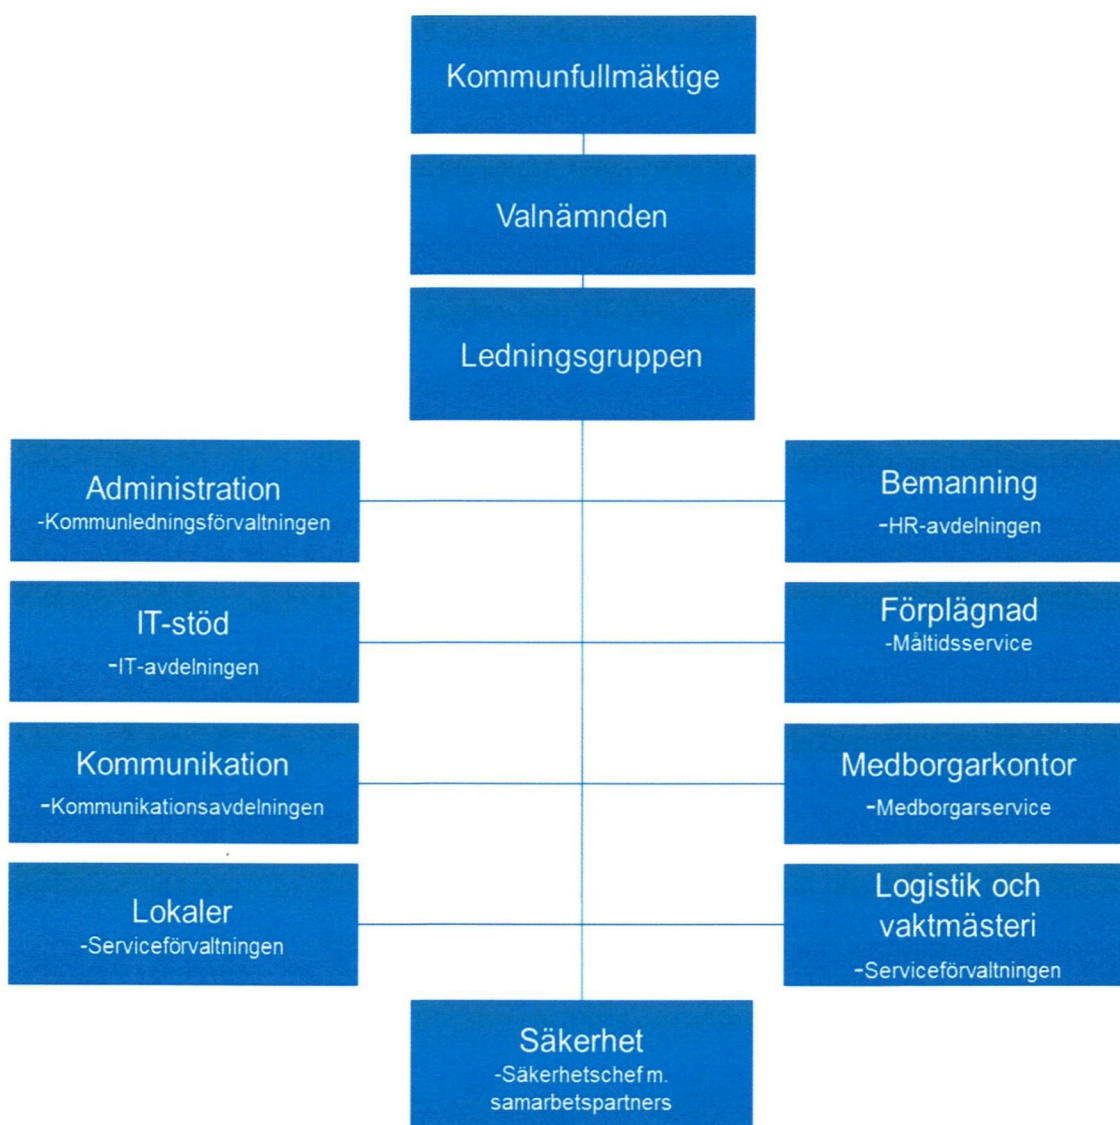 Kommunfullmäktige
Valnämnden
Ledningsgruppen
Administration
-Kommunledningsförvaltningen
Bemanning
-HR-avdelningen
IT-stöd
-IT-avdelningen
Förplägnad
-Måltidsservice
Kommunikation
-Kommunikationsavdelningen
Medborgarkontor
-Medborgarservice
Lokaler
-Serviceförvaltningen
Logistik och
vaktmästeri
-Serviceförvaltningen
Säkerhet
-Säkerhetschef m.
samarbetspartners